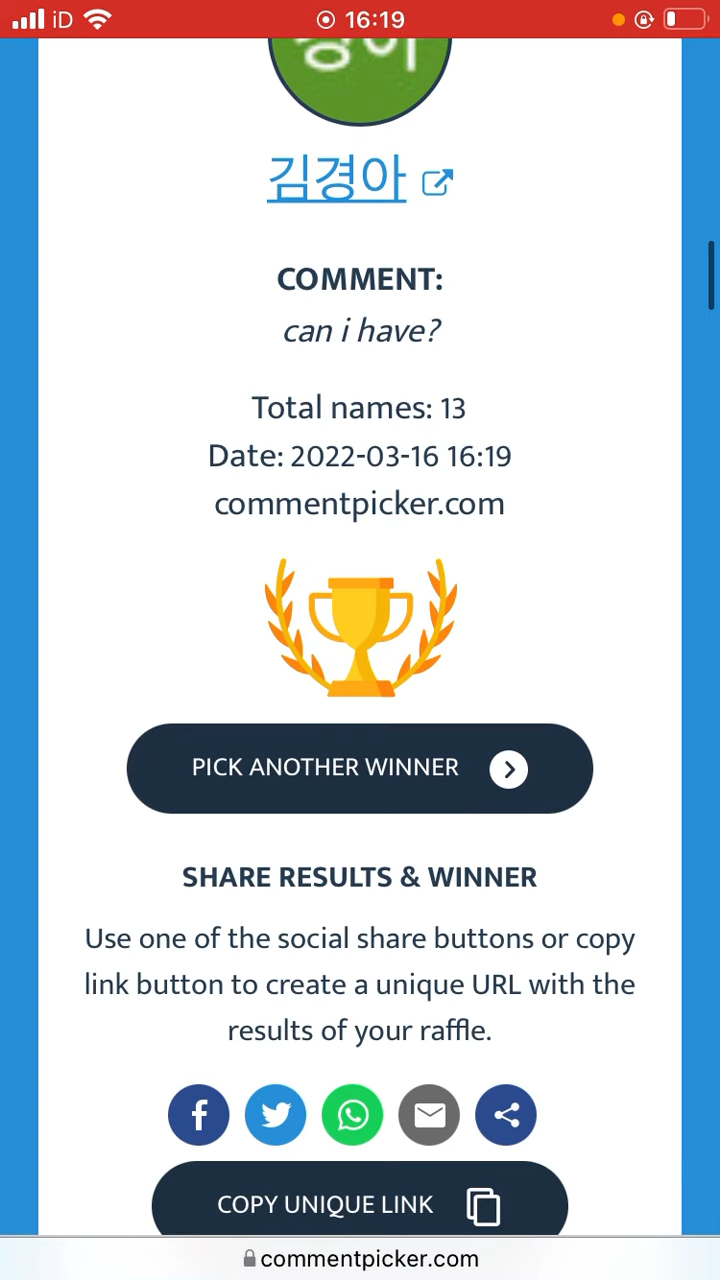 iD 16:19
경아
김경아
COMMENT:
can i have?
Total names: 13
Date: 2022-03-16 16:19
commentpicker.com
PICK ANOTHER WINNER
SHARE RESULTS & WINNER
Use one of the social share buttons or copy
link button to create a unique URL with the
results of your raffle.
COPY UNIQUE LINK
commentpicker.com